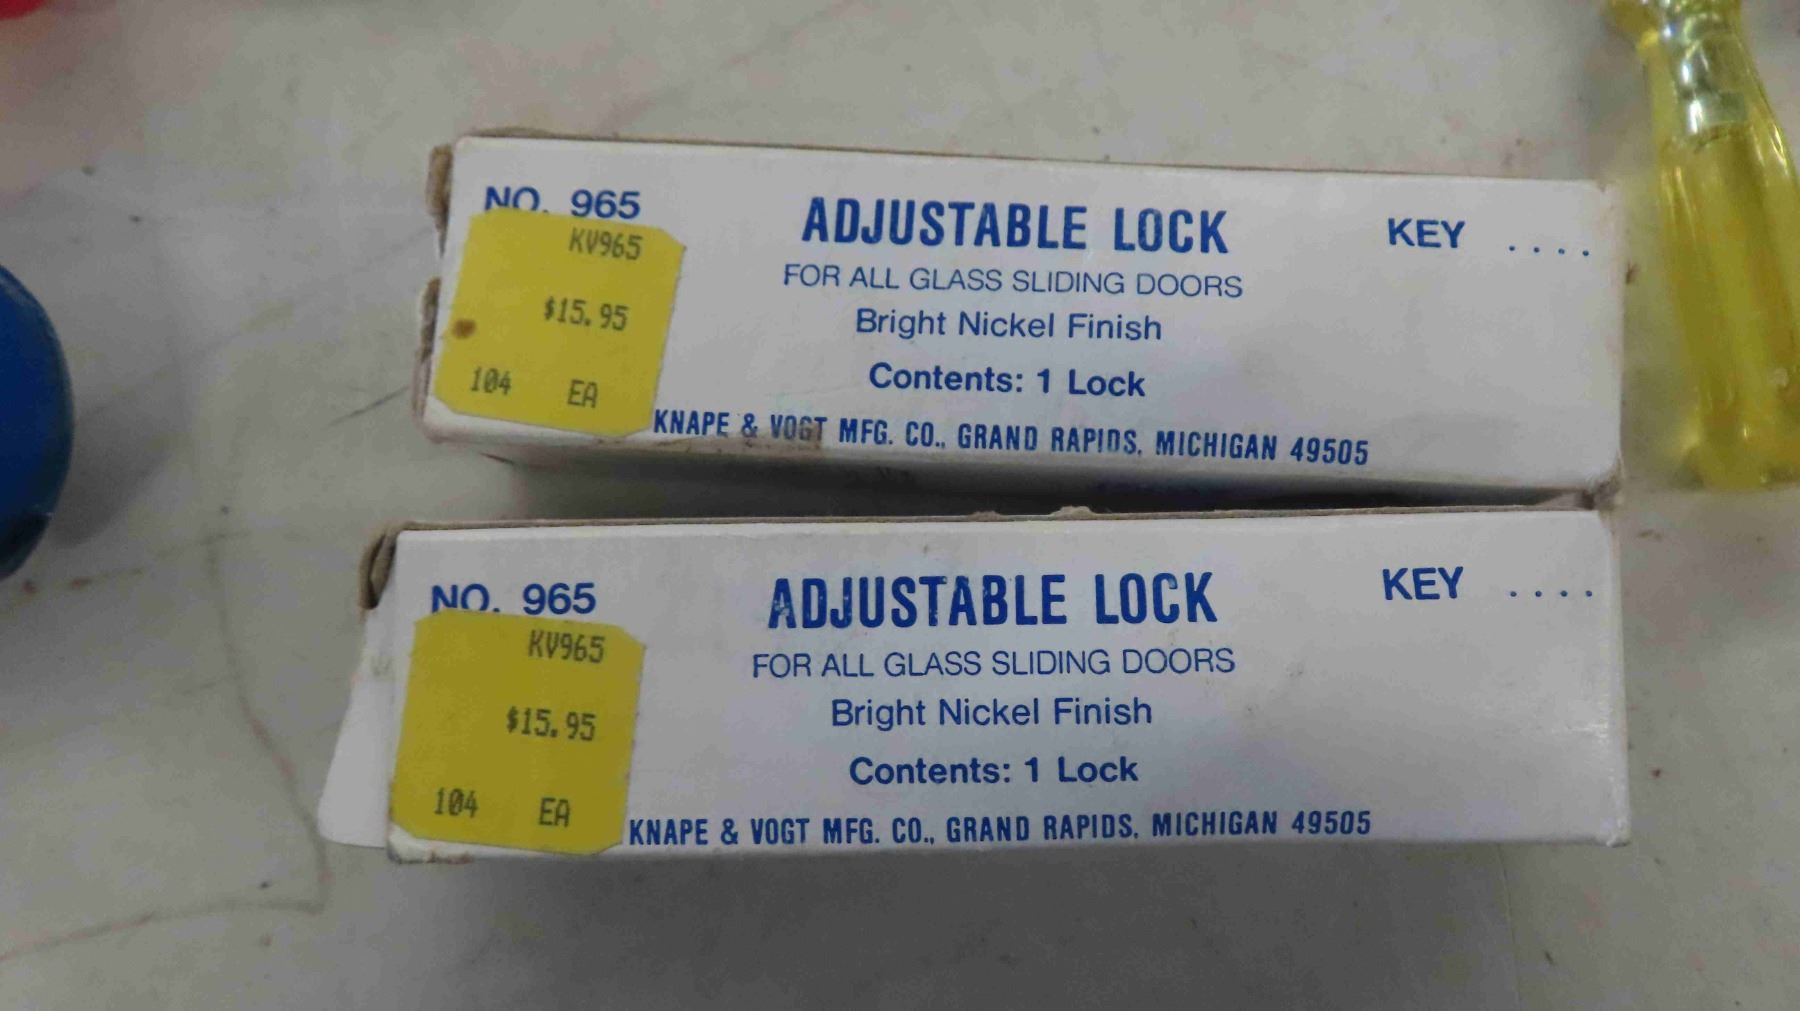 NO. 965
ADJUSTABLE LOCK
KEY ....
KV965
FOR ALL GLASS SLIDING DOORS
$15.95
Bright Nickel Finish
104 EA
Contents: 1 Lock
KNAPE & VOGT MFG. CO., GRAND RAPIDS, MICHIGAN 49505
NO. 965
ADJUSTABLE LOCK
KEY ....
KV965
FOR ALL GLASS SLIDING DOORS
$15.95
Bright Nickel Finish
104 EA
Contents: 1 Lock
KNAPE & VOGT MFG. CO., GRAND RAPIDS, MICHIGAN 49505